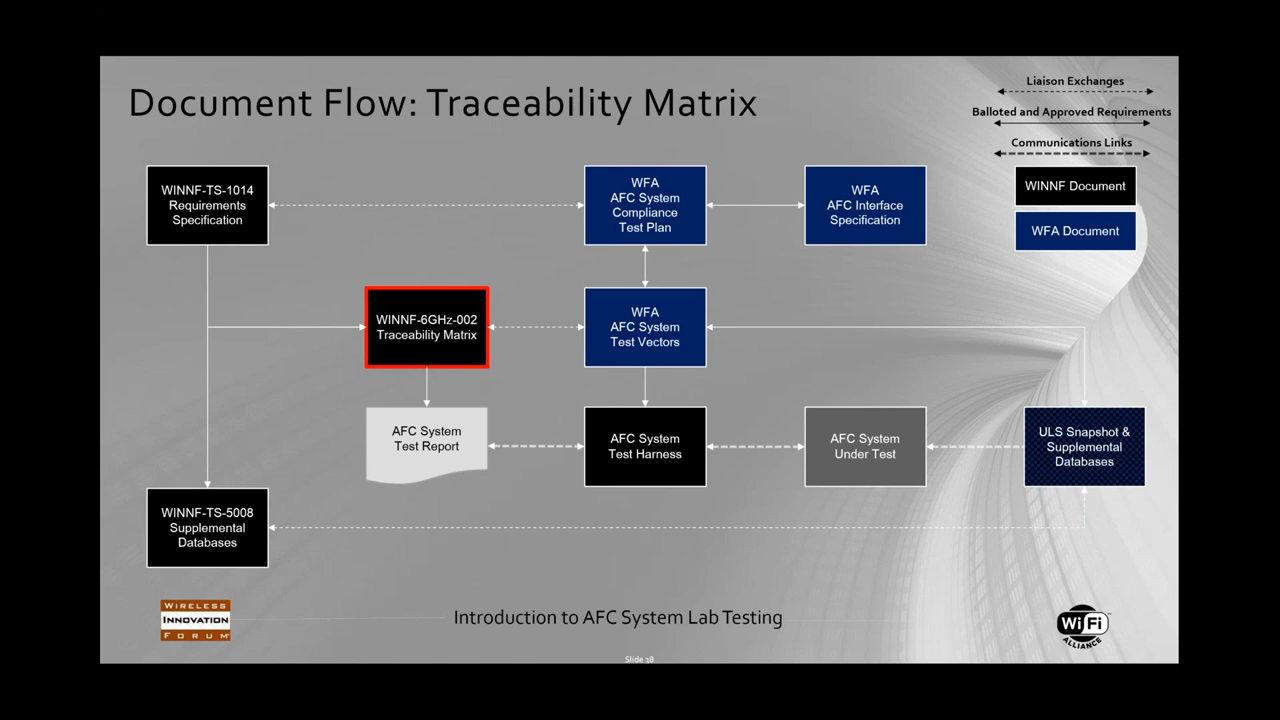 Document Flow: Traceability Matrix
Liaison Exchanges
Balloted and Approved Requirements
Communications Links
WINNF Document
WFA Document
WINNF-TS-1014
Requirements
Specification
WFA
AFC System
Compliance
Test Plan
WFA
AFC Interface
Specification
WINNF-6GHz-002
Traceability Matrix
WFA
AFC System
Test Vectors
AFC System
Test Report
AFC System
Test Harness
AFC System
Under Test
ULS Snapshot &
Supplemental
Databases
WINNF-TS-5008
Supplemental
Databases
WIRELESS
INNOVATION
FORUM
Introduction to AFC System Lab Testing
Wi Fi
ALLIANCE
Slide 38